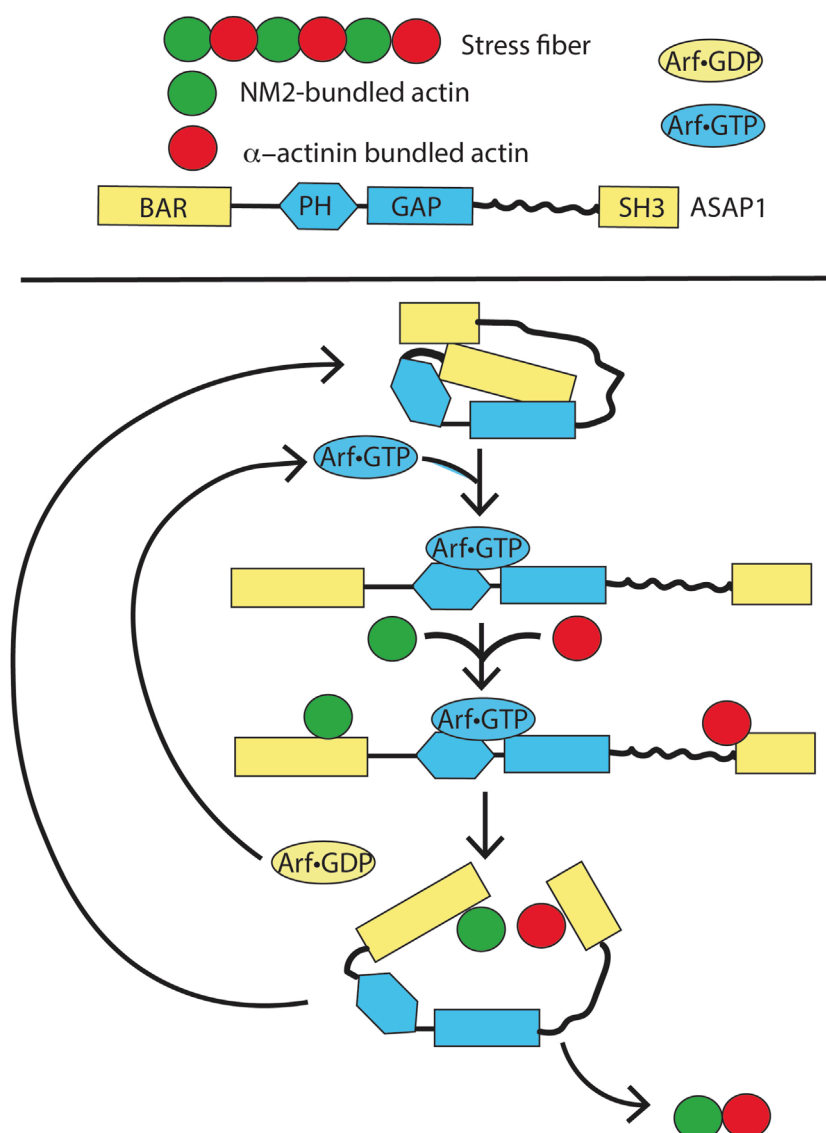 Stress fiber
Arf•GDP
NM2-bundled actin
Arf•GTP
α–actinin bundled actin
BAR PH GAP SH3 ASAP1
Arf•GTP
Arf•GTP
Arf•GTP
Arf•GDP